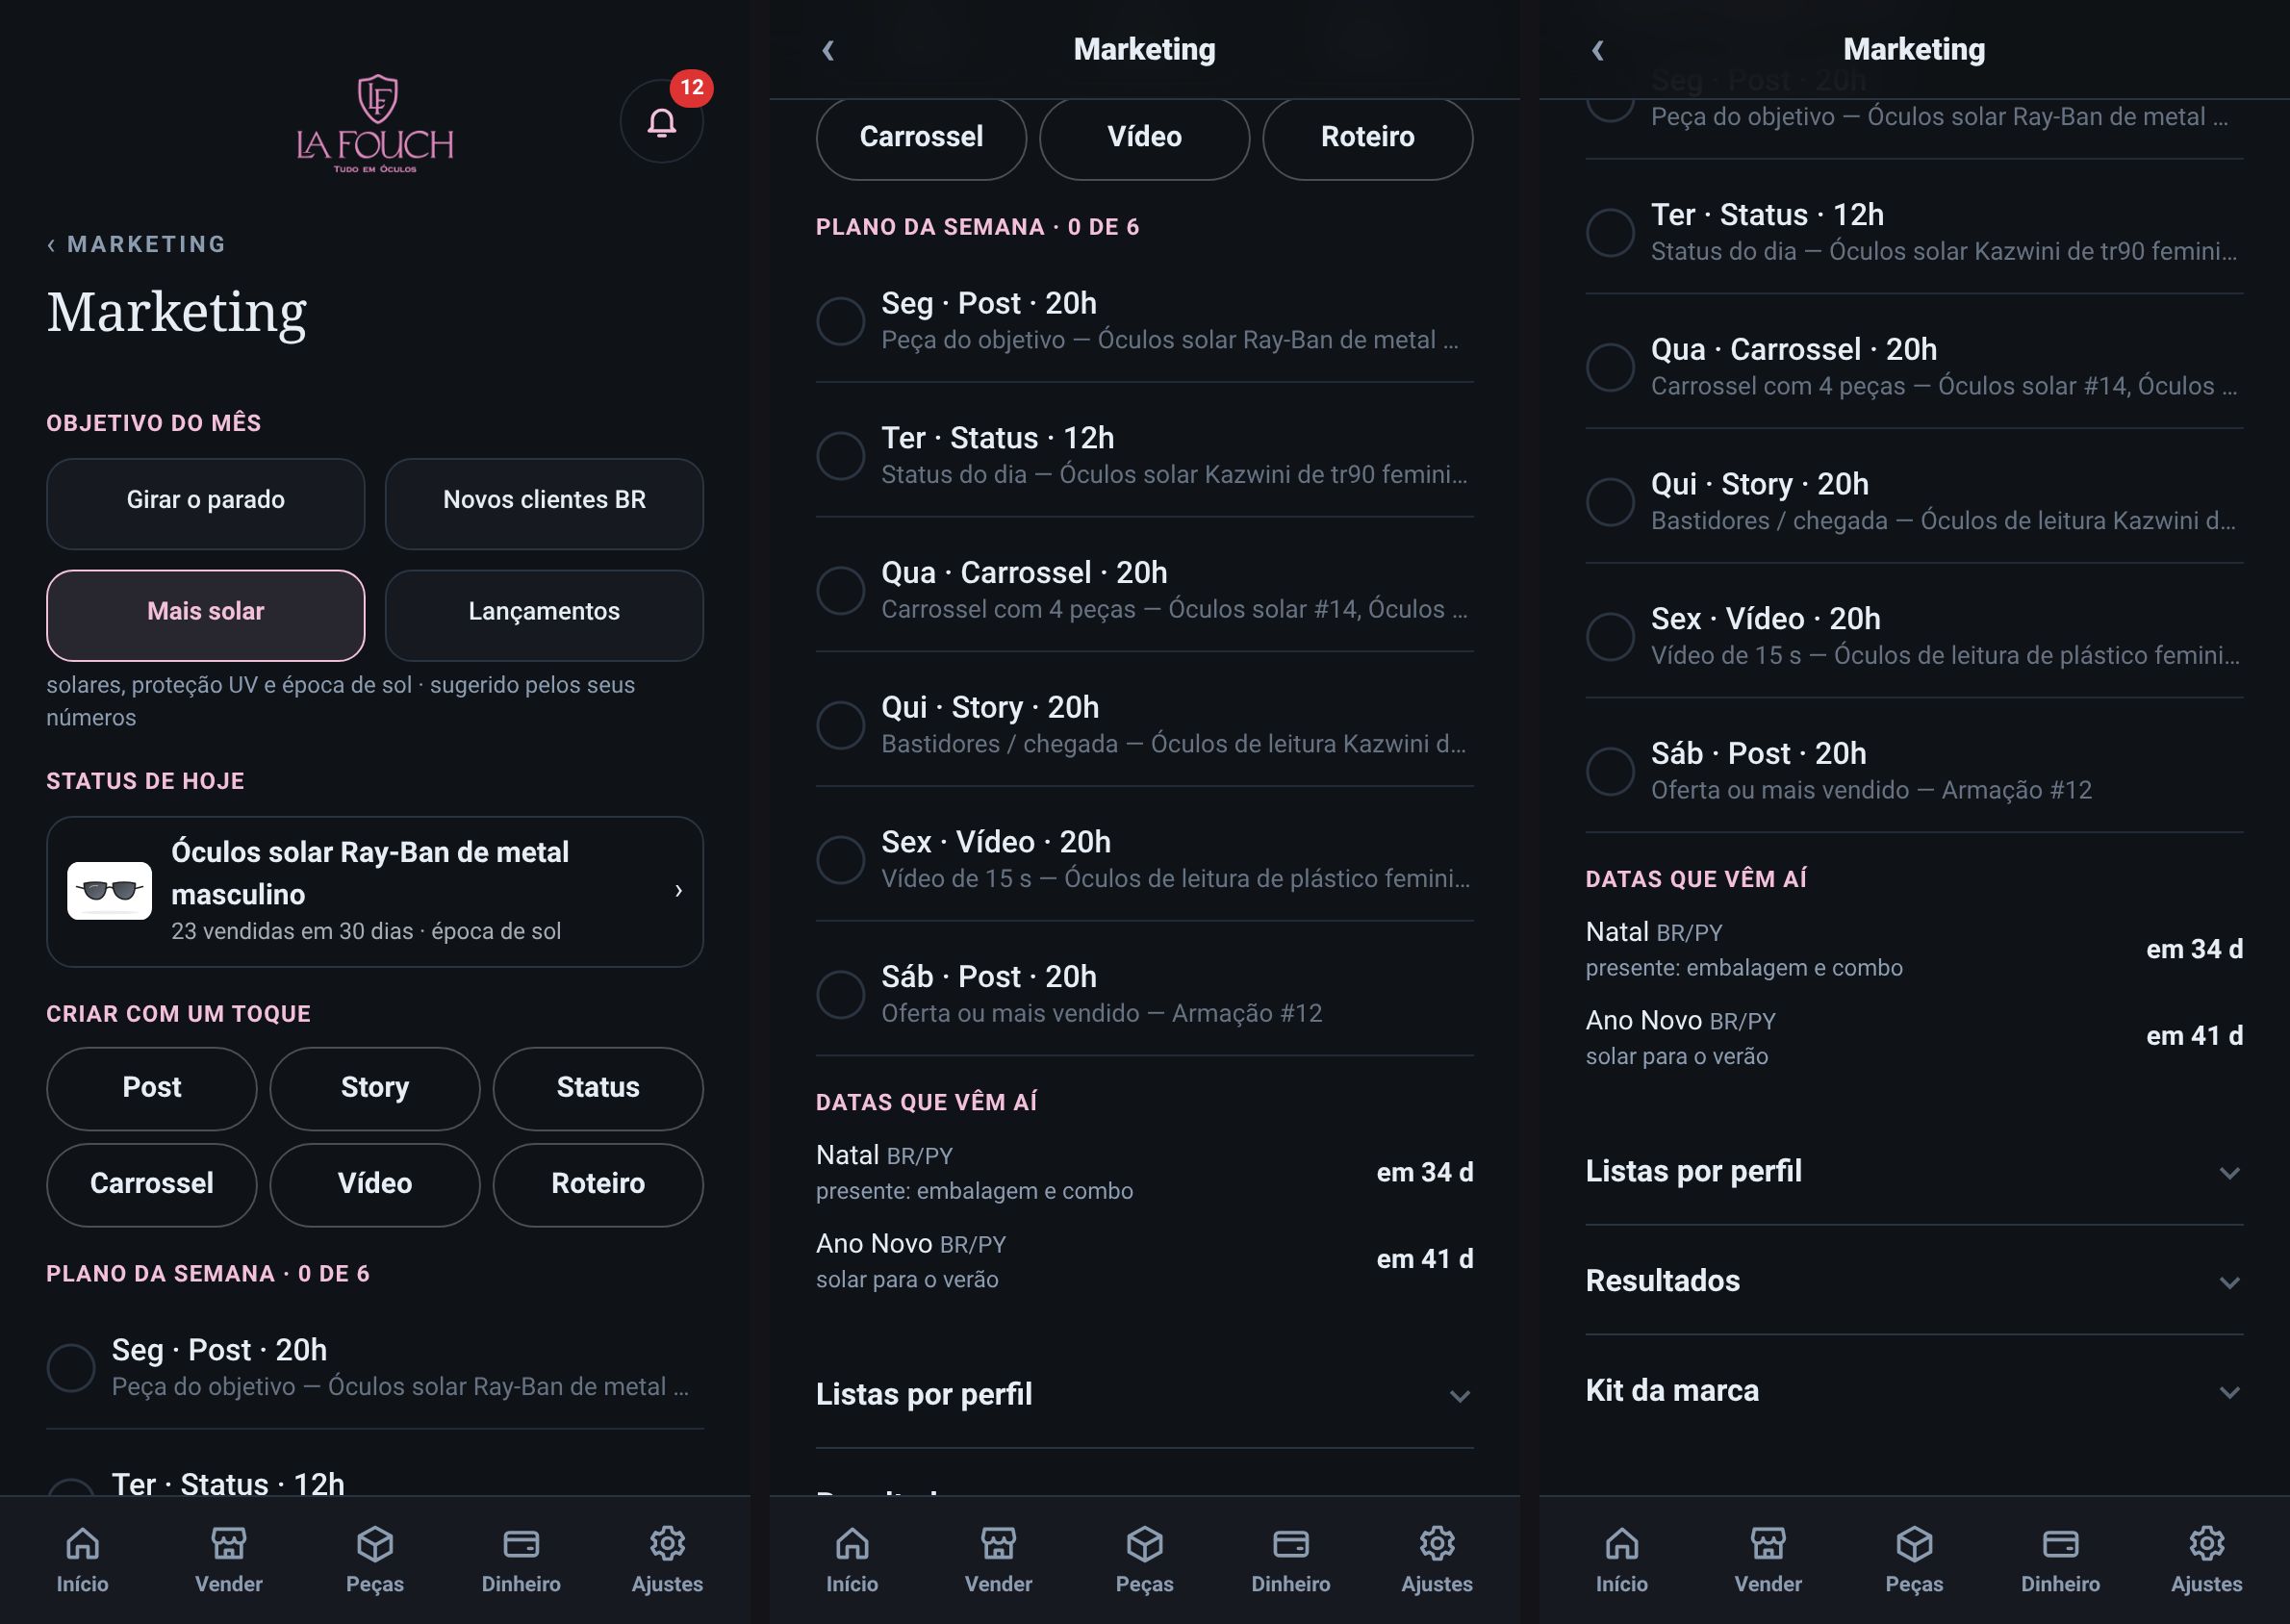 LF
LA FOUCH
TUDO EM ÓCULOS
12
‹ MARKETING
Marketing
OBJETIVO DO MÊS
Girar o parado
Novos clientes BR
Mais solar
Lançamentos
solares, proteção UV e época de sol · sugerido pelos seus
números
STATUS DE HOJE
Óculos solar Ray-Ban de metal
masculino
23 vendidas em 30 dias · época de sol
›
CRIAR COM UM TOQUE
Post
Story
Status
Carrossel
Vídeo
Roteiro
PLANO DA SEMANA · 0 DE 6
Seg · Post · 20h
Peça do objetivo — Óculos solar Ray-Ban de metal ...
Ter · Status · 12h
Início
Vender
Peças
Dinheiro
Ajustes
‹ Marketing
Carrossel
Vídeo
Roteiro
PLANO DA SEMANA · 0 DE 6
Seg · Post · 20h
Peça do objetivo — Óculos solar Ray-Ban de metal ...
Ter · Status · 12h
Status do dia — Óculos solar Kazwini de tr90 femini...
Qua · Carrossel · 20h
Carrossel com 4 peças — Óculos solar #14, Óculos ...
Qui · Story · 20h
Bastidores / chegada — Óculos de leitura Kazwini d...
Sex · Vídeo · 20h
Vídeo de 15 s — Óculos de leitura de plástico femini...
Sáb · Post · 20h
Oferta ou mais vendido — Armação #12
DATAS QUE VÊM AÍ
Natal BR/PY
presente: embalagem e combo
em 34 d
Ano Novo BR/PY
solar para o verão
em 41 d
Listas por perfil
Início
Vender
Peças
Dinheiro
Ajustes
‹ Marketing
Seg · Post · 20h
Peça do objetivo — Óculos solar Ray-Ban de metal ...
Ter · Status · 12h
Status do dia — Óculos solar Kazwini de tr90 femini...
Qua · Carrossel · 20h
Carrossel com 4 peças — Óculos solar #14, Óculos ...
Qui · Story · 20h
Bastidores / chegada — Óculos de leitura Kazwini d...
Sex · Vídeo · 20h
Vídeo de 15 s — Óculos de leitura de plástico femini...
Sáb · Post · 20h
Oferta ou mais vendido — Armação #12
DATAS QUE VÊM AÍ
Natal BR/PY
presente: embalagem e combo
em 34 d
Ano Novo BR/PY
solar para o verão
em 41 d
Listas por perfil
Resultados
Kit da marca
Início
Vender
Peças
Dinheiro
Ajustes